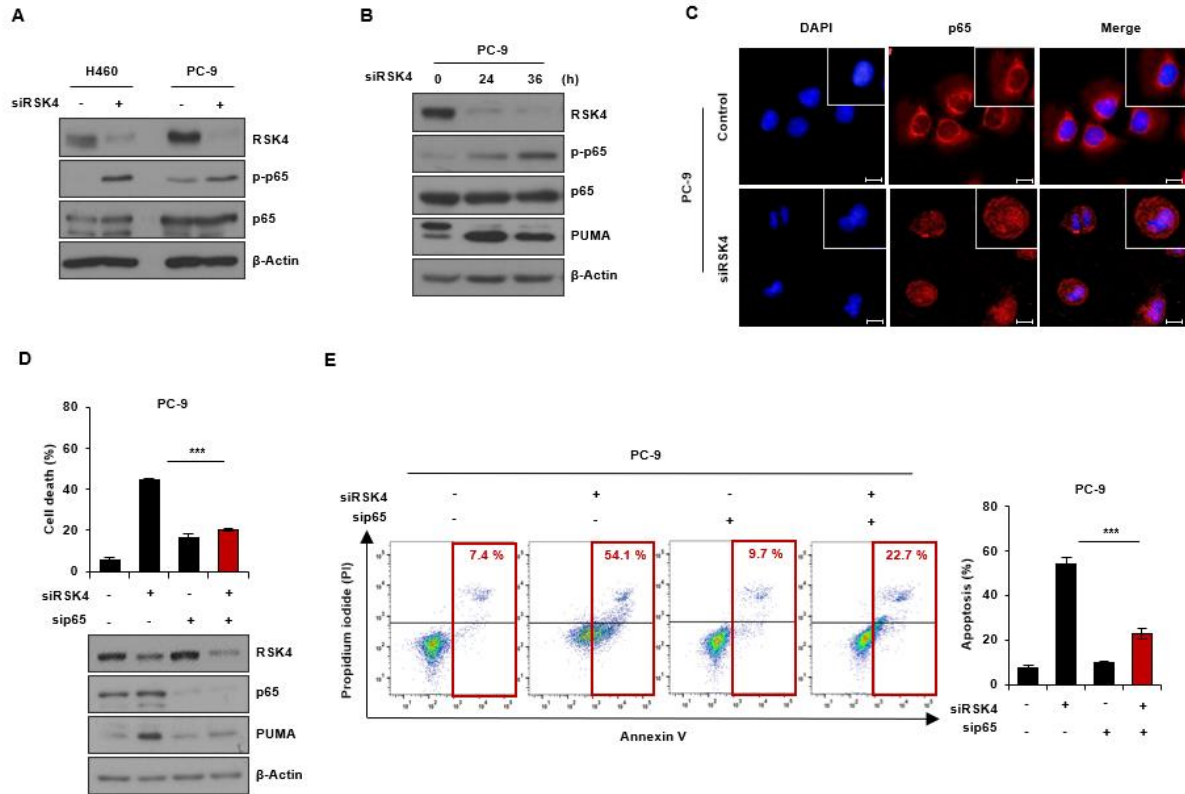 A
H460 PC-9
siRSK4 - + - +
RSK4
p-p65
p65
β-Actin
B
PC-9
siRSK4 0 24 36 (h)
RSK4
p-p65
p65
PUMA
β-Actin
C
DAPI p65 Merge
PC-9
Control
siRSK4
D
PC-9
Cell death (%)
80
60
40
20
0
***
siRSK4 - + - +
sip65 - - + +
RSK4
p65
PUMA
β-Actin
E
PC-9
siRSK4 - + - +
sip65 - - + +
7.4 % 54.1 % 9.7 % 22.7 %
Propidium iodide (PI)
Annexin V
PC-9
Apoptosis (%)
80
60
40
20
0
***
siRSK4 - + - +
sip65 - - + +